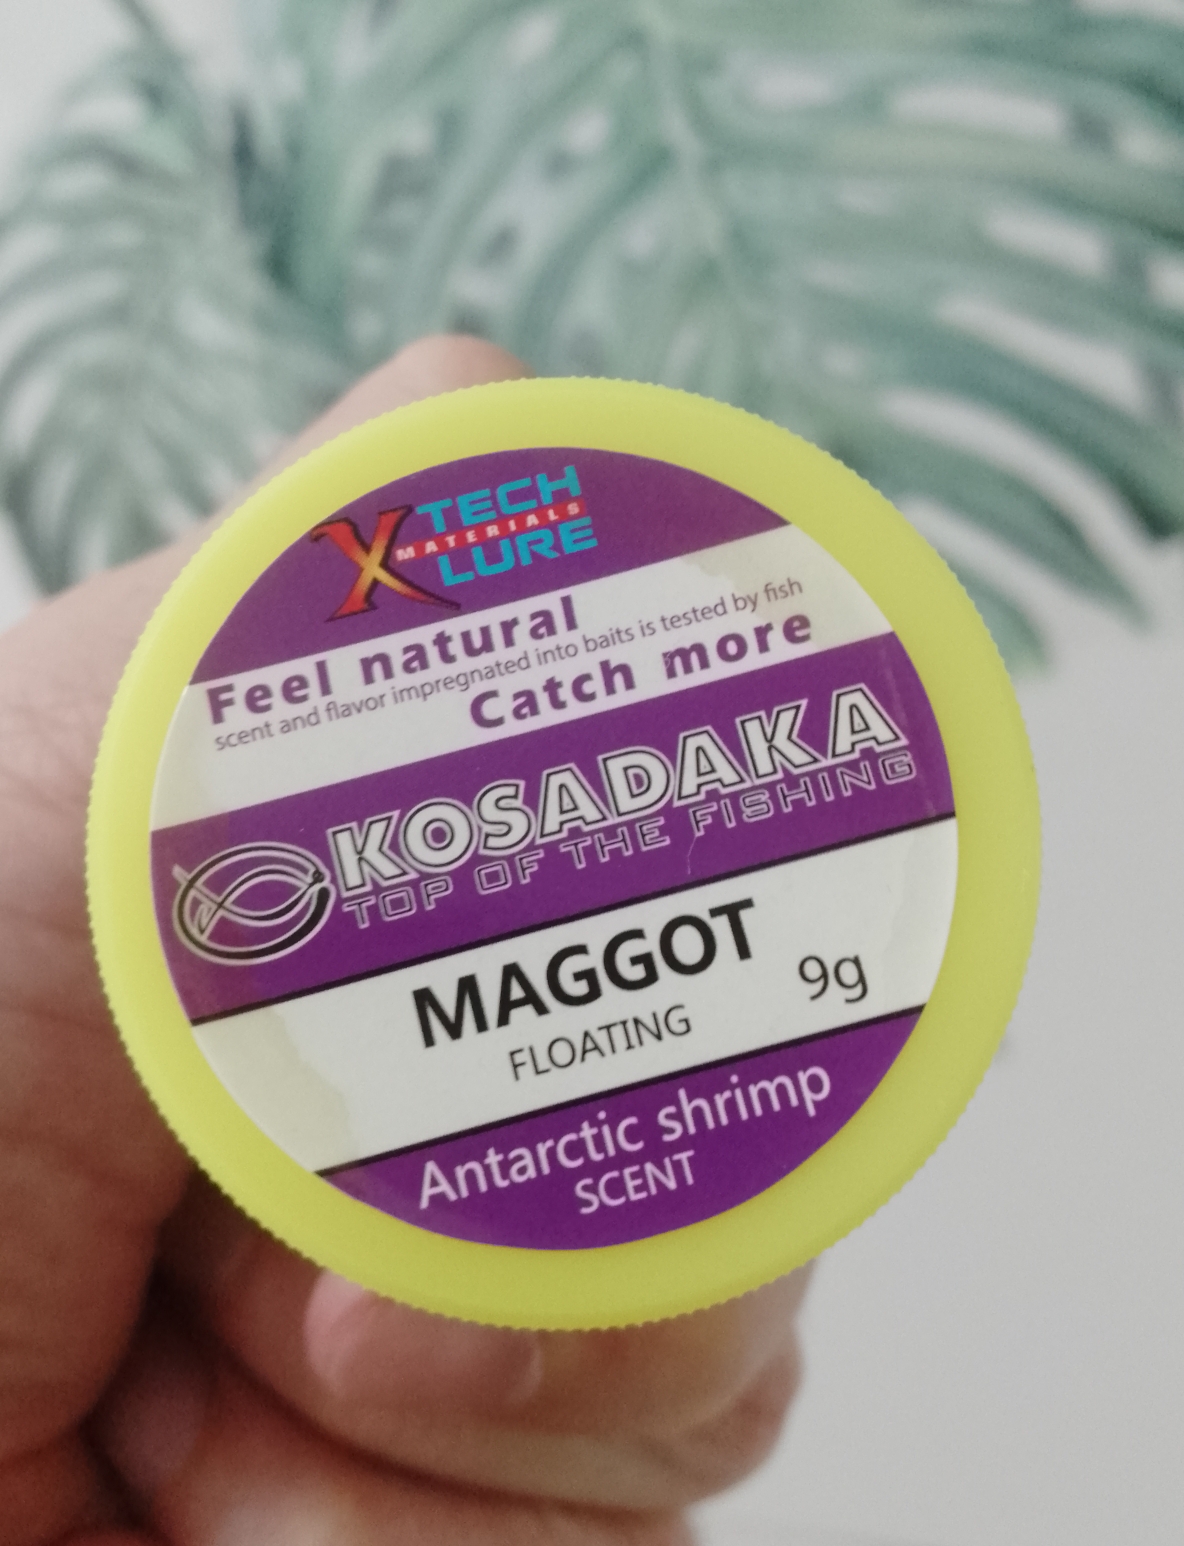 X TECH
MATERIALS
LURE
Feel natural
scent and flavor impregnated into baits is tested by fish
Catch more
KOSADAKA
TOP OF THE FISHING
MAGGOT
9g
FLOATING
Antarctic shrimp
SCENT